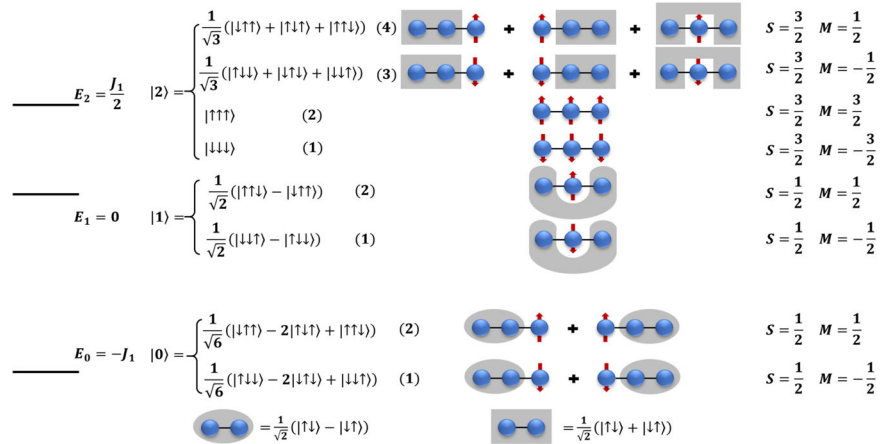 1/√3 (|↓↑↑⟩ + |↑↓↑⟩ + |↑↑↓⟩) (4) + + S = 3/2 M = 1/2
E₂ = J₁/2 |2⟩ = 1/√3 (|↑↓↓⟩ + |↓↑↓⟩ + |↓↓↑⟩) (3) + + S = 3/2 M = −1/2
|↑↑↑⟩ (2) S = 3/2 M = 3/2
|↓↓↓⟩ (1) S = 3/2 M = −3/2
1/√2 (|↑↑↓⟩ − |↓↑↑⟩) (2) S = 1/2 M = 1/2
E₁ = 0 |1⟩ =
1/√2 (|↓↓↑⟩ − |↑↓↓⟩) (1) S = 1/2 M = −1/2
1/√6 (|↓↑↑⟩ − 2|↑↓↑⟩ + |↑↑↓⟩) (2) + S = 1/2 M = 1/2
E₀ = −J₁ |0⟩ =
1/√6 (|↑↓↓⟩ − 2|↓↑↓⟩ + |↓↓↑⟩) (1) + S = 1/2 M = −1/2
= 1/√2 (|↑↓⟩ − |↓↑⟩) = 1/√2 (|↑↓⟩ + |↓↑⟩)